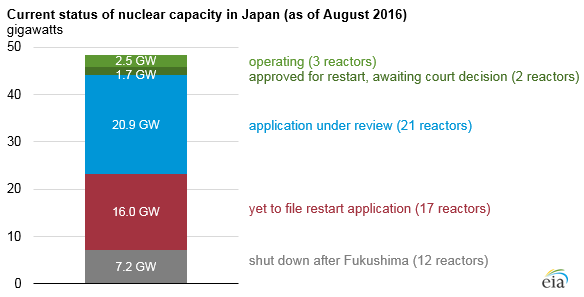 Current status of nuclear capacity in Japan (as of August 2016)
gigawatts
50
40
30
20
10
0
2.5 GW
1.7 GW
20.9 GW
16.0 GW
7.2 GW
operating (3 reactors)
approved for restart, awaiting court decision (2 reactors)
application under review (21 reactors)
yet to file restart application (17 reactors)
shut down after Fukushima (12 reactors)
eia